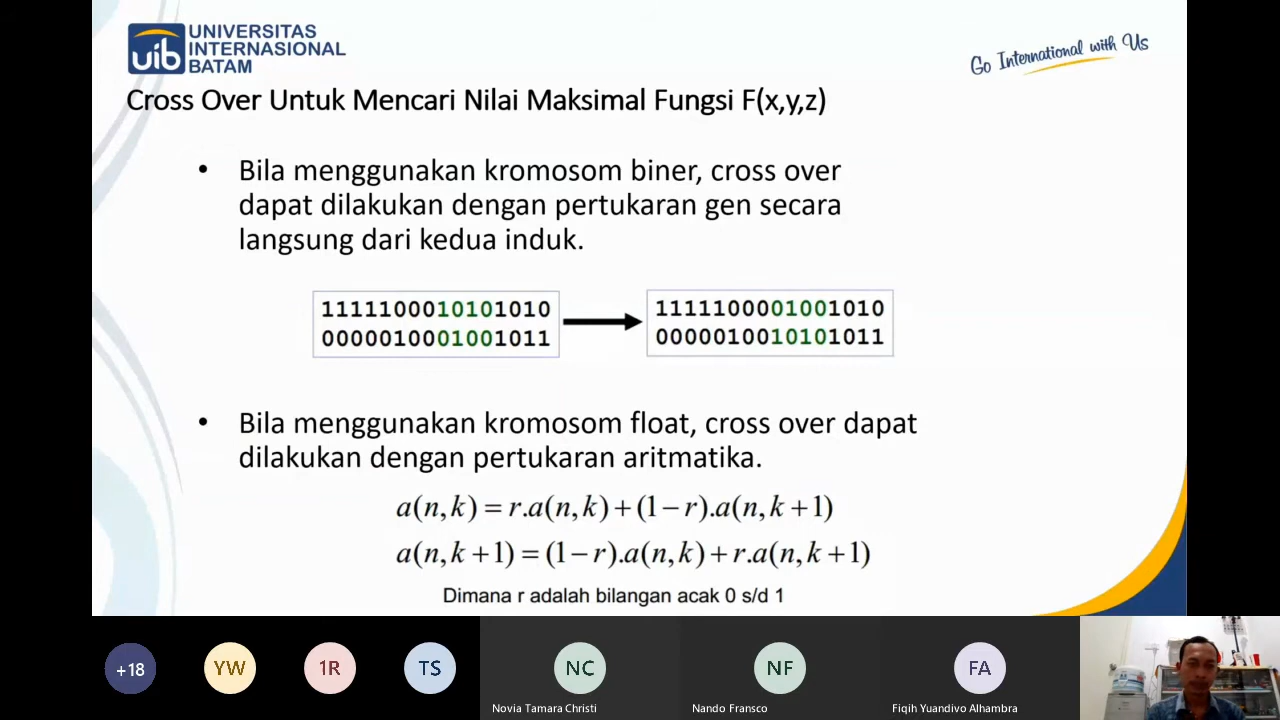 uib
UNIVERSITAS
INTERNASIONAL
BATAM
Go International with Us
Cross Over Untuk Mencari Nilai Maksimal Fungsi F(x,y,z)
• Bila menggunakan kromosom biner, cross over
dapat dilakukan dengan pertukaran gen secara
langsung dari kedua induk.
1111100010101010
0000010001001011
1111100001001010
0000010010101011
• Bila menggunakan kromosom float, cross over dapat
dilakukan dengan pertukaran aritmatika.
a(n,k) = r.a(n,k) + (1 − r).a(n,k + 1)
a(n,k + 1) = (1 − r).a(n,k) + r.a(n,k + 1)
Dimana r adalah bilangan acak 0 s/d 1
+18
YW
1R
TS
NC
NF
FA
Novia Tamara Christi
Nando Fransco
Fiqih Yuandivo Alhambra